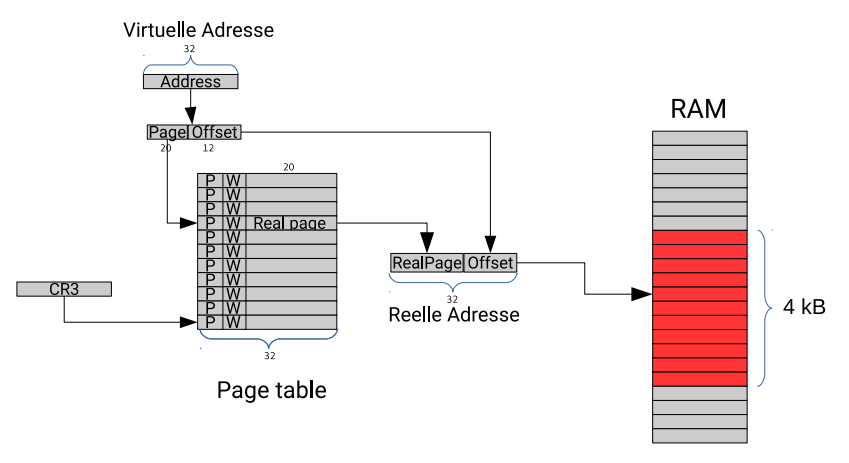 Virtuelle Adresse
32
Address
Page Offset
20 12
RAM
20
P W
P W
P W
P W Real page
P W
P W
P W
P W
P W
P W
P W
32
Page table
CR3
RealPage Offset
32
Reelle Adresse
4 kB